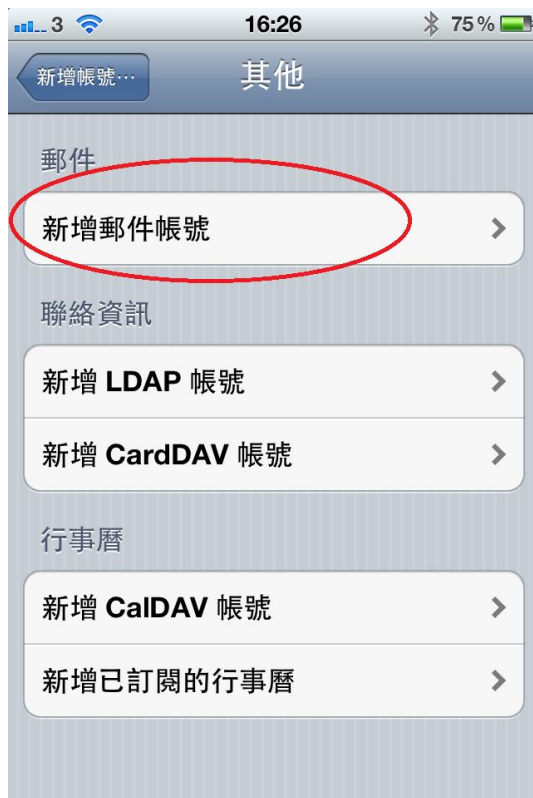 3 16:26 75%
新增帳號… 其他
郵件
新增郵件帳號
聯絡資訊
新增 LDAP 帳號
新增 CardDAV 帳號
行事曆
新增 CalDAV 帳號
新增已訂閱的行事曆